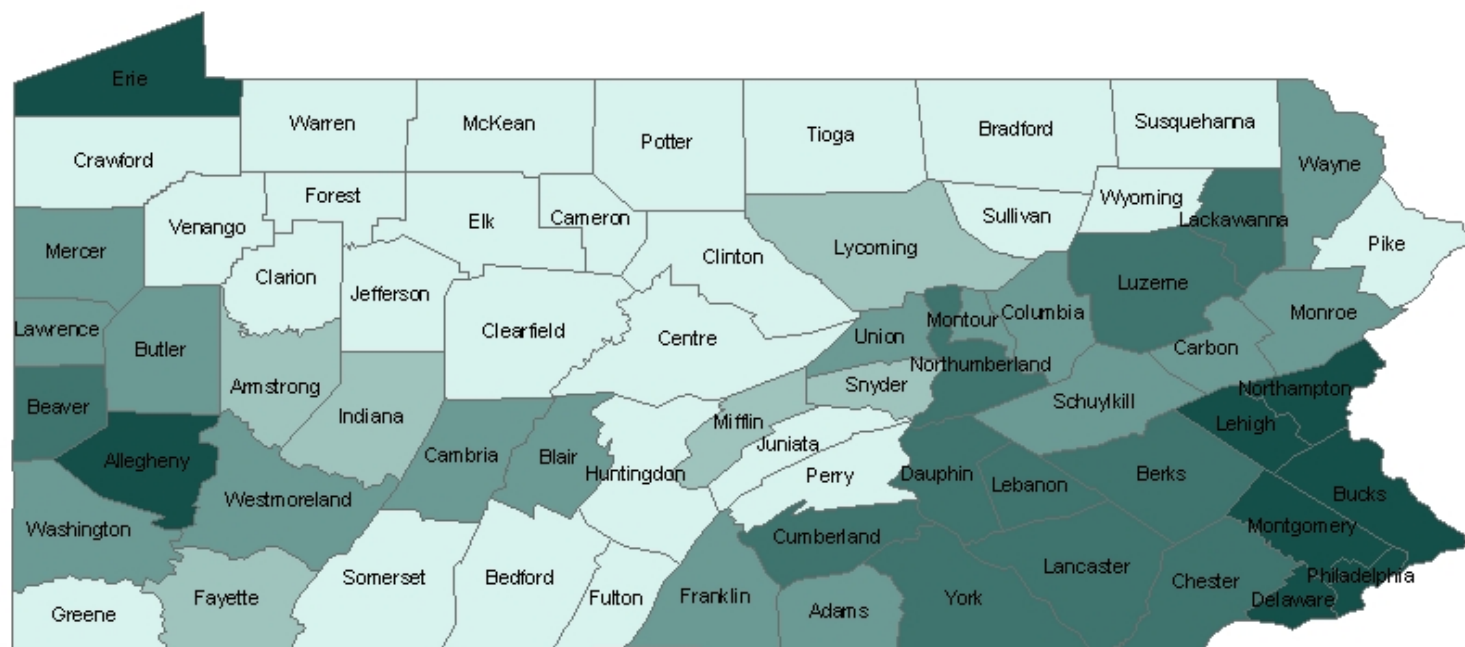 Erie
Warren
McKean
Potter
Tioga
Bradford
Susquehanna
Crawford
Wayne
Forest
Venango
Elk
Cameron
Sullivan
Wyoming
Lackawanna
Mercer
Lycoming
Pike
Clarion
Clinton
Jefferson
Luzerne
Lawrence
Clearfield
Centre
Montour
Columbia
Monroe
Butler
Union
Carbon
Armstrong
Northumberland
Beaver
Indiana
Snyder
Northampton
Mifflin
Schuylkill
Lehigh
Allegheny
Cambria
Blair
Juniata
Huntingdon
Perry
Dauphin
Lebanon
Berks
Bucks
Westmoreland
Washington
Montgomery
Cumberland
Somerset
Bedford
Lancaster
Philadelphia
Chester
Fayette
Fulton
Franklin
York
Delaware
Greene
Adams